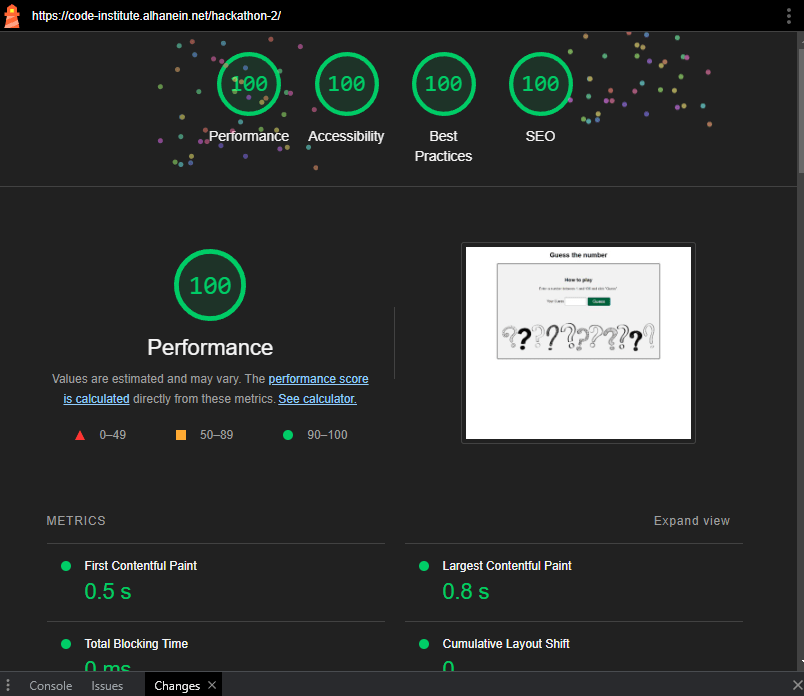 https://code-institute.alhanein.net/hackathon-2/
100
100
100
100
Performance
Accessibility
Best
Practices
SEO
100
Performance
Values are estimated and may vary. The performance score
is calculated directly from these metrics. See calculator.
0–49
50–89
90–100
Guess the number
How to play
Guess
METRICS
Expand view
First Contentful Paint
0.5 s
Largest Contentful Paint
0.8 s
Total Blocking Time
0 ms
Cumulative Layout Shift
0
Console
Issues
Changes